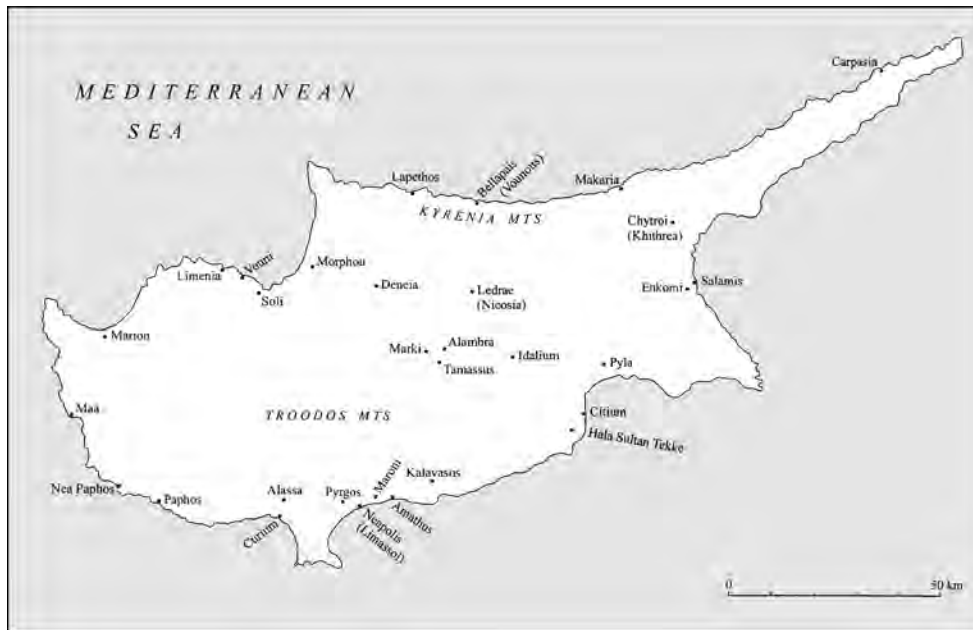 MEDITERRANEAN
SEA
Carpasia
Lapethos
Bellapais
(Vounous)
Makaria
KYRENIA MTS
Chytroi
(Khithrea)
Limenia
Vouni
Morphou
Soli
Deneia
Ledrae
(Nicosia)
Enkomi
Salamis
Marion
Marki
Alambra
Tamassus
Idalium
Pyla
Maa
TROODOS MTS
Citium
Hala Sultan Tekke
Nea Paphos
Paphos
Alassa
Curium
Pyrgos
Maroni
Kalavasos
Amathus
Neapolis
(Limassol)
0
50 km